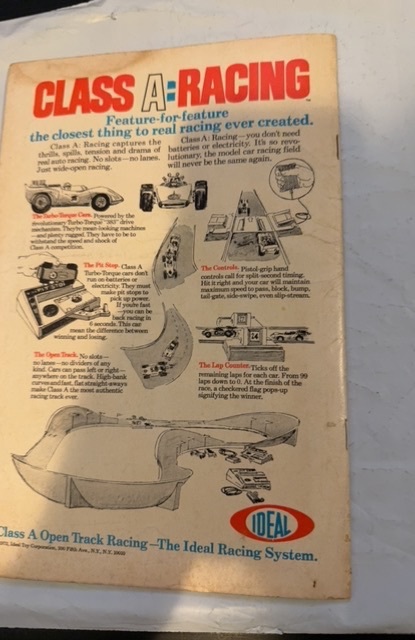 CLASS A: RACING
Feature-for-feature
the closest thing to real racing ever created.
Class A: Racing captures the
thrills, spills, tension and drama of
real auto racing. No slots—no lanes.
Just wide-open racing.
Class A: Racing—you don't need
batteries or electricity. It's so revo-
lutionary, the model car racing field
will never be the same again.
The Turbo-Torque Cars. Powered by the
revolutionary Turbo-Torque drive
mechanism. They're mean-looking machines
—and plenty rugged. They have to be to
withstand the speed and shock of
Class A competition.
The Pit Stop. Class A
Turbo-Torque cars don't
run on batteries or
electricity. They must
make pit stops to
pick up power.
If you're fast
—you can be
back racing in
6 seconds. This car
mean the difference between
winning and losing.
The Controls: Pistol-grip hand
controls call for split-second timing.
Hit it right and your car will maintain
maximum speed to pass, block, bump,
tail-gate, side-swipe, even slip-stream.
The Open Track. No slots—
no lanes—no dividers of any
kind. Cars can pass left or right—
anywhere on the track. High-bank
curves and fast, flat straight-aways
make Class A the most authentic
racing track ever.
The Lap Counter. Ticks off the
remaining laps for each car. From 99
laps down to 0. At the finish of the
race, a checkered flag pops-up
signifying the winner.
IDEAL
Class A Open Track Racing—The Ideal Racing System.
Ideal Toy Corporation, 200 Fifth Ave., N.Y., N.Y. 10010